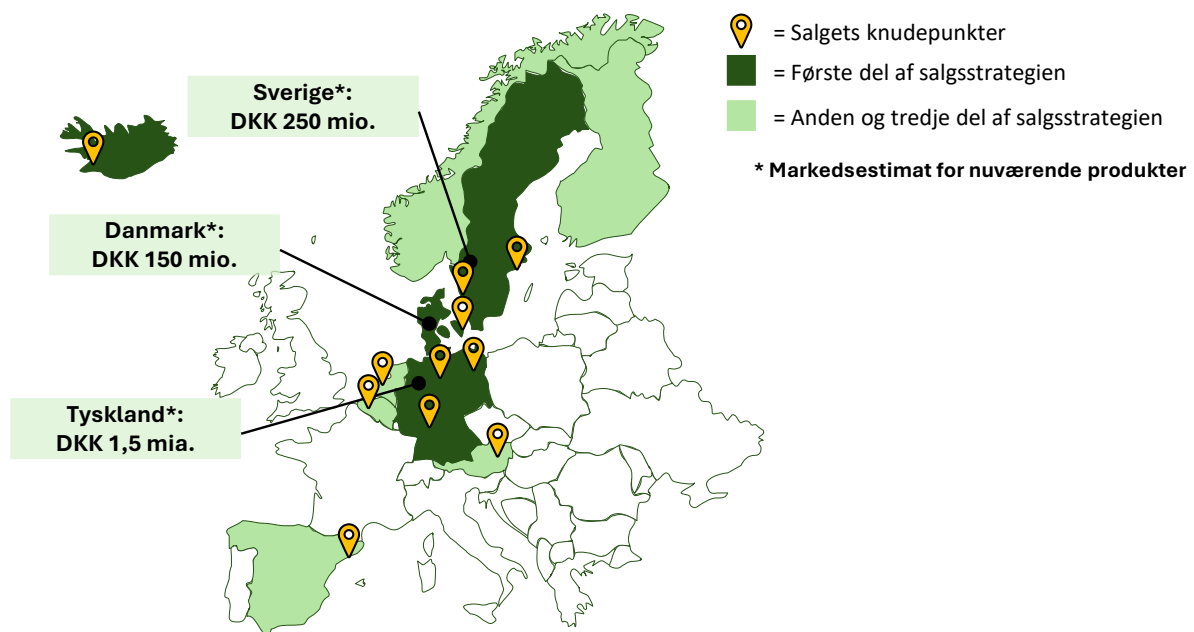 = Salgets knudepunkter
= Første del af salgsstrategien
= Anden og tredje del af salgsstrategien
* Markedsestimat for nuværende produkter
Sverige*:
DKK 250 mio.
Danmark*:
DKK 150 mio.
Tyskland*:
DKK 1,5 mia.